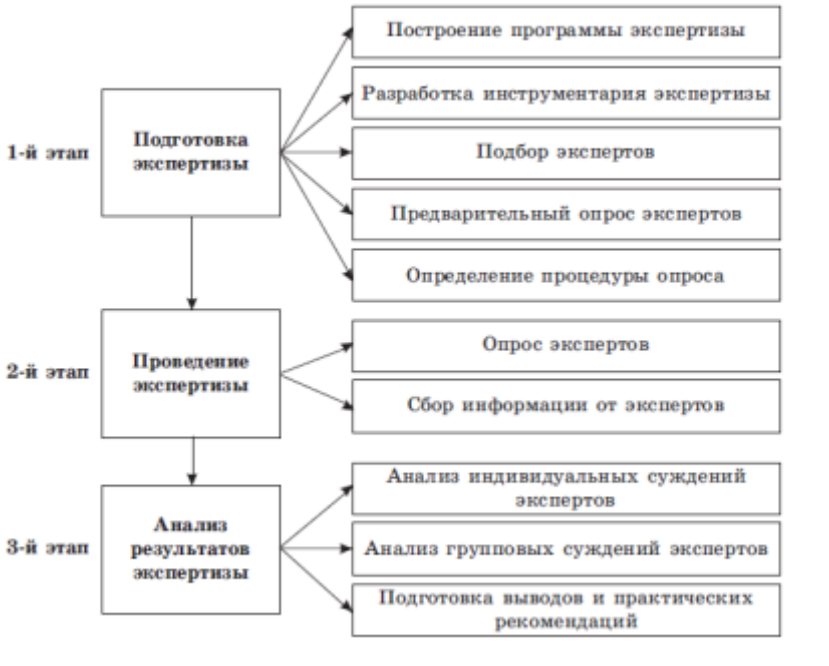 1-й этап
Подготовка
экспертизы
Построение программы экспертизы
Разработка инструментария экспертизы
Подбор экспертов
Предварительный опрос экспертов
Определение процедуры опроса
2-й этап
Проведение
экспертизы
Опрос экспертов
Сбор информации от экспертов
3-й этап
Анализ
результатов
экспертизы
Анализ индивидуальных суждений
экспертов
Анализ групповых суждений экспертов
Подготовка выводов и практических
рекомендаций